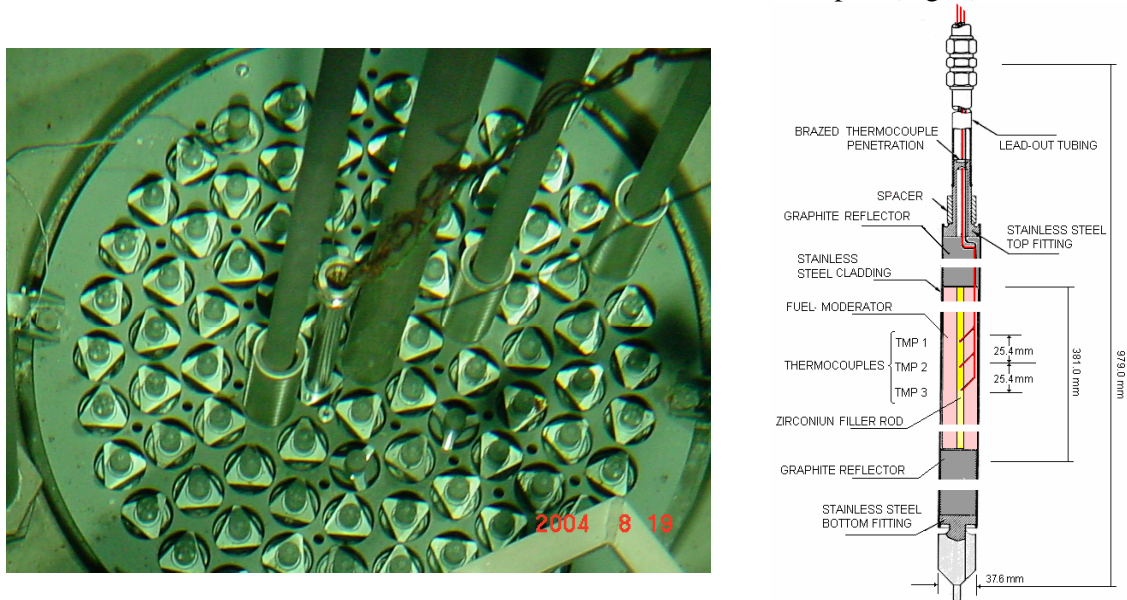 2004 8 19
BRAZED THERMOCOUPLE
PENETRATION
LEAD-OUT TUBING
SPACER
GRAPHITE REFLECTOR
STAINLESS STEEL
TOP FITTING
STAINLESS
STEEL CLADDING
FUEL- MODERATOR
THERMOCOUPLES
TMP 1
TMP 2
TMP 3
25.4 mm
25.4 mm
381.0 mm
979.0 mm
ZIRCONIUN FILLER ROD
GRAPHITE REFLECTOR
STAINLESS STEEL
BOTTOM FITTING
37.6 mm